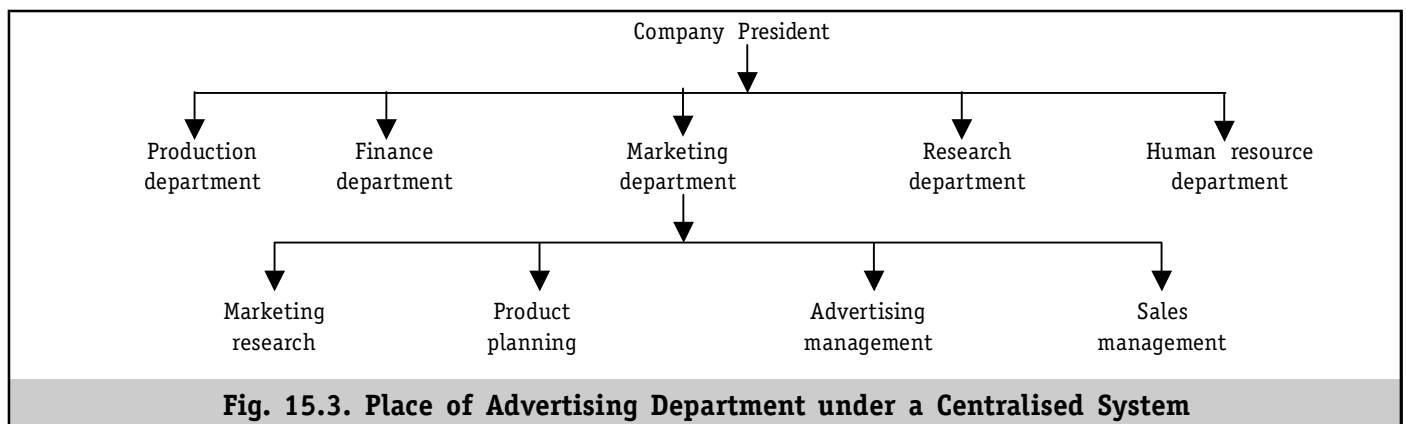 Company President
Production department
Finance department
Marketing department
Research department
Human resource department
Marketing research
Product planning
Advertising management
Sales management
Fig. 15.3. Place of Advertising Department under a Centralised System